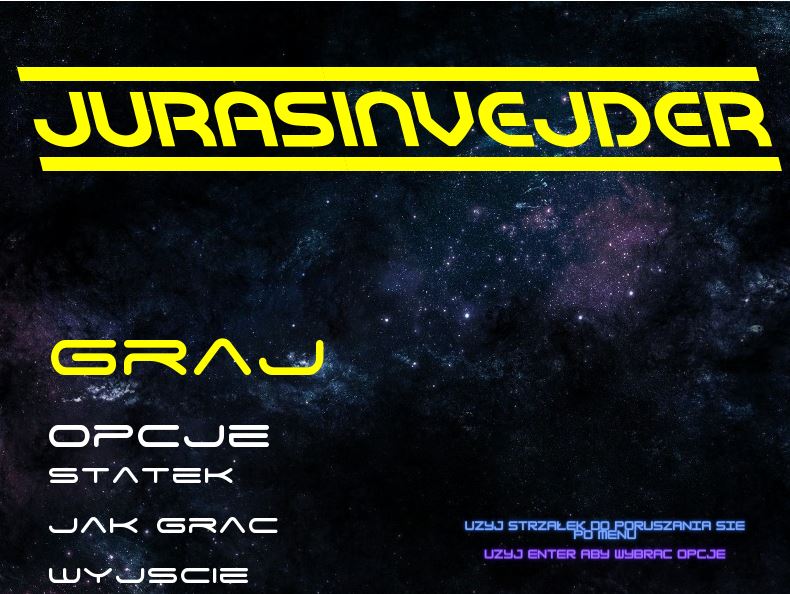 JURASINVEJDER
GRAJ
OPCJE
STATEK
JAK GRAC
WYJSCIE
UZYJ STRZAŁEK DO PORUSZANIA SIE
PO MENU
UZYJ ENTER ABY WYBRAC OPCJE